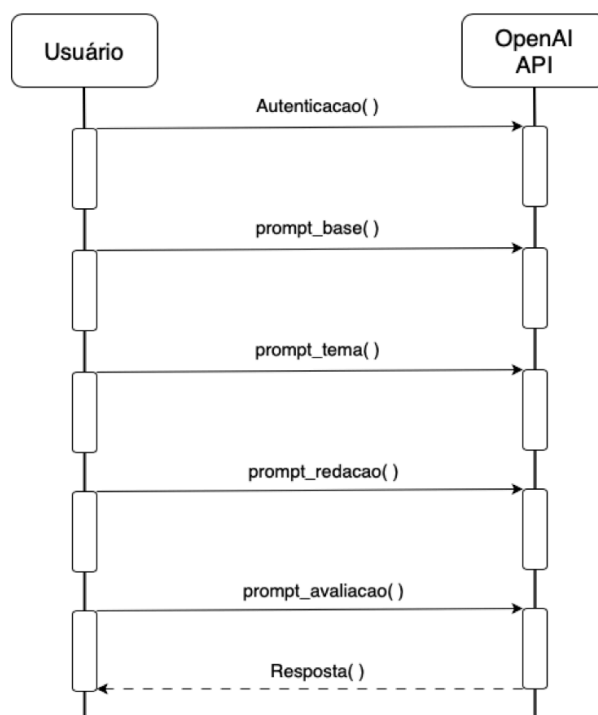 Usuário
OpenAI
API
Autenticacao( )
prompt_base( )
prompt_tema( )
prompt_redacao( )
prompt_avaliacao( )
Resposta( )